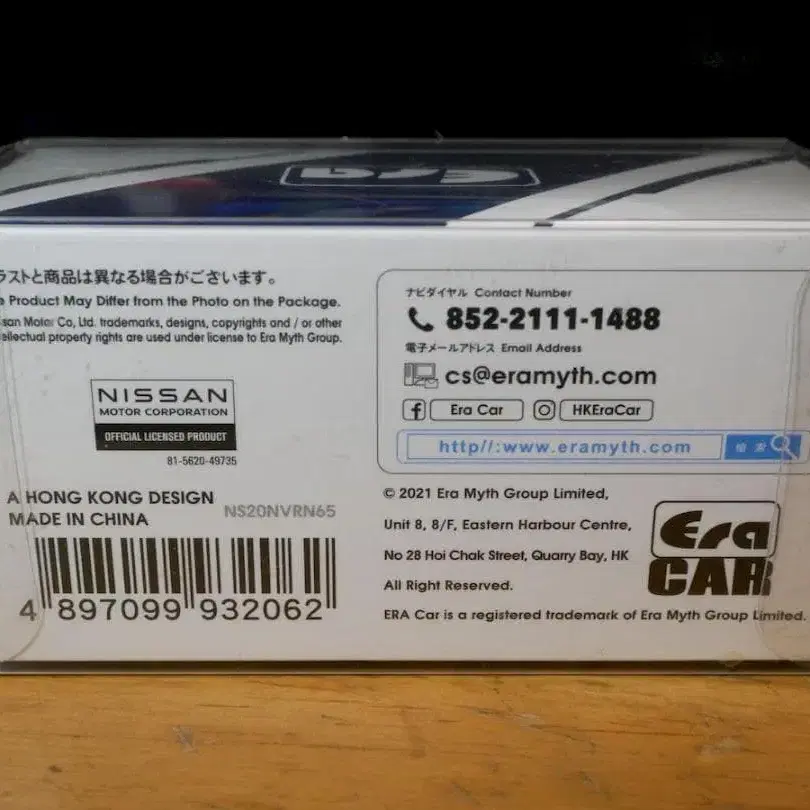 ラストと商品は異なる場合がございます。
Product May Differ from the Photo on the Package.
san Motor Co, Ltd. trademarks, designs, copyrights and / or other
ellectual property rights are used under license to Era Myth Group.
NISSAN
MOTOR CORPORATION
OFFICIAL LICENSED PRODUCT
81-5620-49735
A HONG KONG DESIGN
MADE IN CHINA
NS20NVRN65
4 897099 932062
ナビダイヤル Contact Number
852-2111-1488
電子メールアドレス Email Address
cs@eramyth.com
Era Car
HKEraCar
http//:www.eramyth.com
検索
© 2021 Era Myth Group Limited,
Unit 8, 8/F, Eastern Harbour Centre,
No 28 Hoi Chak Street, Quarry Bay, HK
All Right Reserved.
ERA Car is a registered trademark of Era Myth Group Limited.
Era
CAR